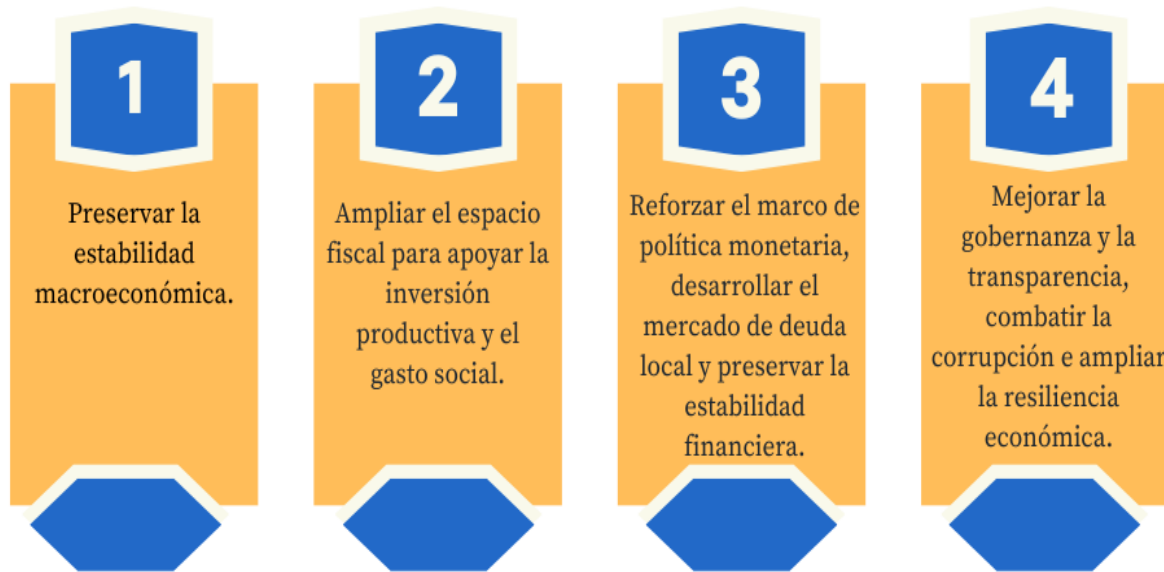 1
Preservar la
estabilidad
macroeconómica.
2
Ampliar el espacio
fiscal para apoyar la
inversión
productiva y el
gasto social.
3
Reforzar el marco de
política monetaria,
desarrollar el
mercado de deuda
local y preservar la
estabilidad
financiera.
4
Mejorar la
gobernanza y la
transparencia,
combatir la
corrupción e ampliar
la resiliencia
económica.